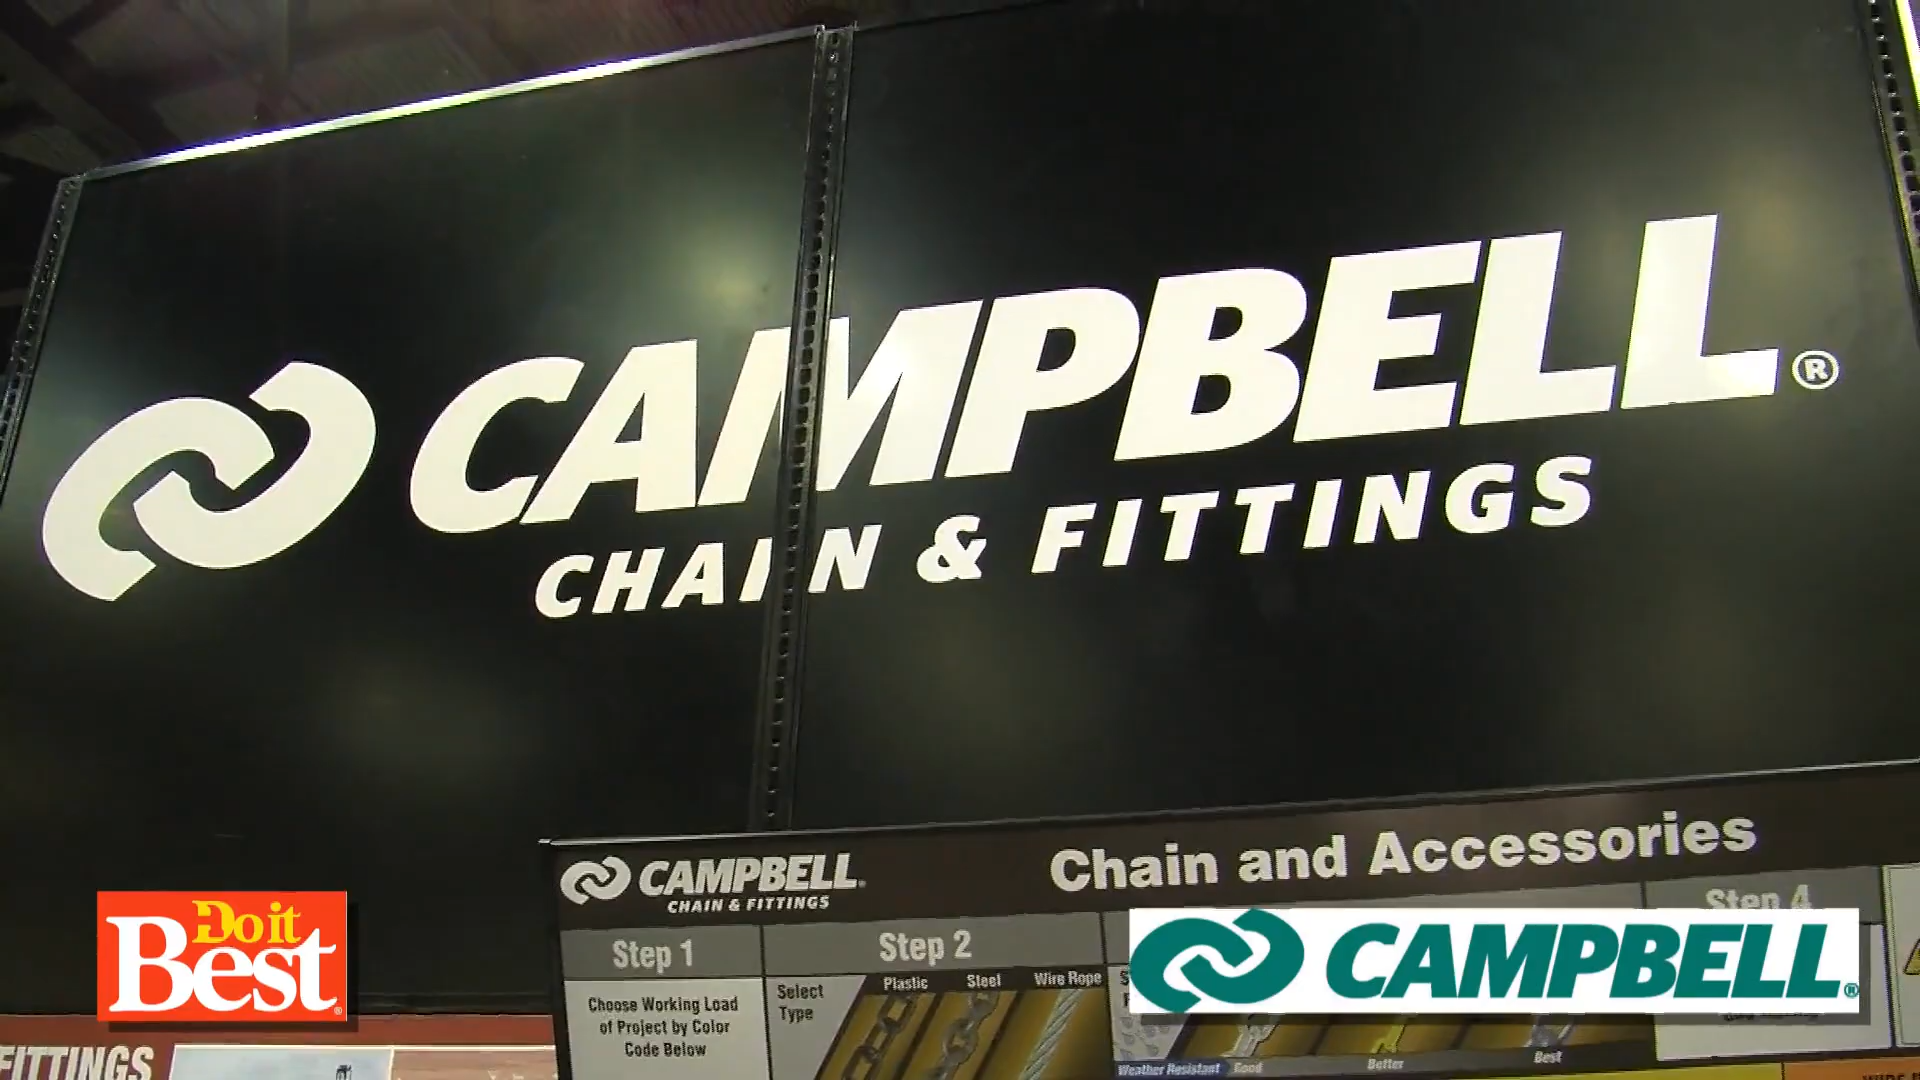 CAMPBELL®
CHAIN & FITTINGS
CAMPBELL
CHAIN & FITTINGS
Chain and Accessories
Step 1
Step 2
Step 4
Choose Working Load
of Project by Color
Code Below
Select
Type
Plastic
Steel
Wire Rope
Weather Resistant
Good
Better
Best
Do it
Best®
CAMPBELL®
FITTINGS